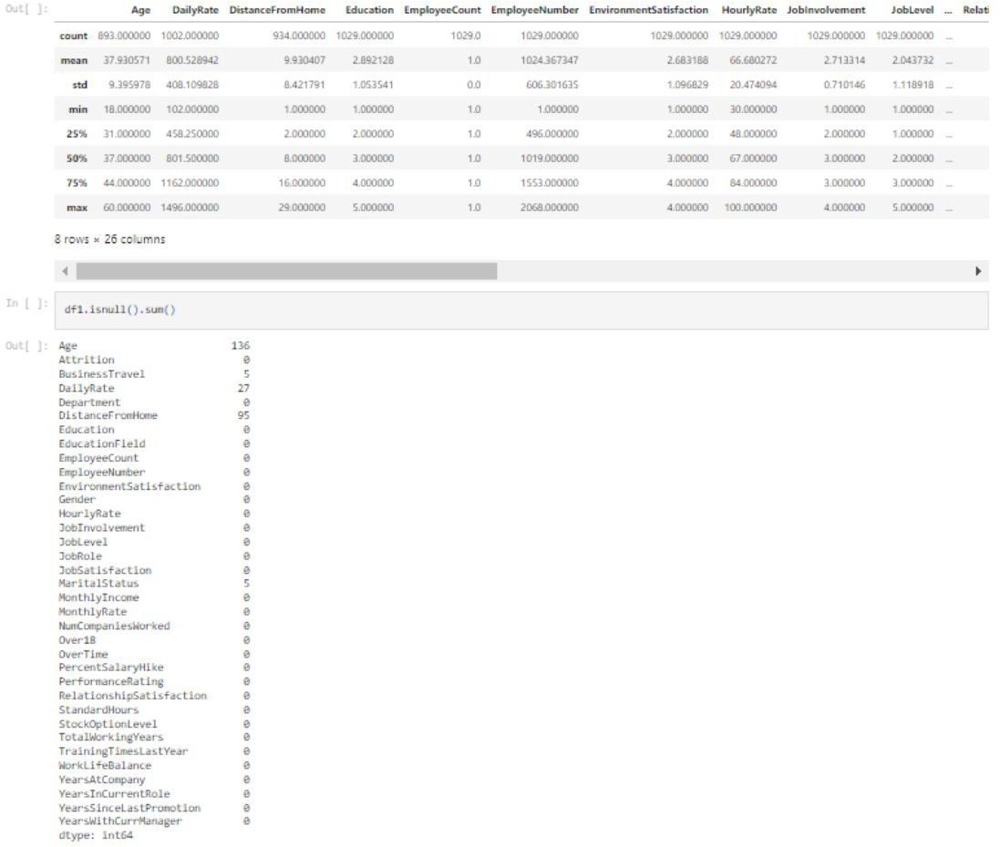 Out[ ]: Age DailyRate DistanceFromHome Education EmployeeCount EmployeeNumber EnvironmentSatisfaction HourlyRate JobInvolvement JobLevel ... Relati
count 893.000000 1002.000000 934.000000 1029.000000 1029.0 1029.000000 1029.000000 1029.000000 1029.000000 1029.000000 ...
mean 37.930571 800.528942 9.930407 2.892128 1.0 1024.367347 2.683188 66.680272 2.713314 2.043732 ...
std 9.395978 408.109828 8.421791 1.053541 0.0 606.301635 1.096829 20.474094 0.710146 1.118918 ...
min 18.000000 102.000000 1.000000 1.000000 1.0 1.000000 1.000000 30.000000 1.000000 1.000000 ...
25% 31.000000 458.250000 2.000000 2.000000 1.0 496.000000 2.000000 48.000000 2.000000 1.000000 ...
50% 37.000000 801.500000 8.000000 3.000000 1.0 1019.000000 3.000000 67.000000 3.000000 2.000000 ...
75% 44.000000 1162.000000 16.000000 4.000000 1.0 1553.000000 4.000000 84.000000 3.000000 3.000000 ...
max 60.000000 1496.000000 29.000000 5.000000 1.0 2068.000000 4.000000 100.000000 4.000000 5.000000 ...
8 rows × 26 columns
In [ ]: df1.isnull().sum()
Out[ ]: Age 136
Attrition 0
BusinessTravel 5
DailyRate 27
Department 0
DistanceFromHome 95
Education 0
EducationField 0
EmployeeCount 0
EmployeeNumber 0
EnvironmentSatisfaction 0
Gender 0
HourlyRate 0
JobInvolvement 0
JobLevel 0
JobRole 0
JobSatisfaction 0
MaritalStatus 5
MonthlyIncome 0
MonthlyRate 0
NumCompaniesWorked 0
Over18 0
OverTime 0
PercentSalaryHike 0
PerformanceRating 0
RelationshipSatisfaction 0
StandardHours 0
StockOptionLevel 0
TotalWorkingYears 0
TrainingTimesLastYear 0
WorkLifeBalance 0
YearsAtCompany 0
YearsInCurrentRole 0
YearsSinceLastPromotion 0
YearsWithCurrManager 0
dtype: int64